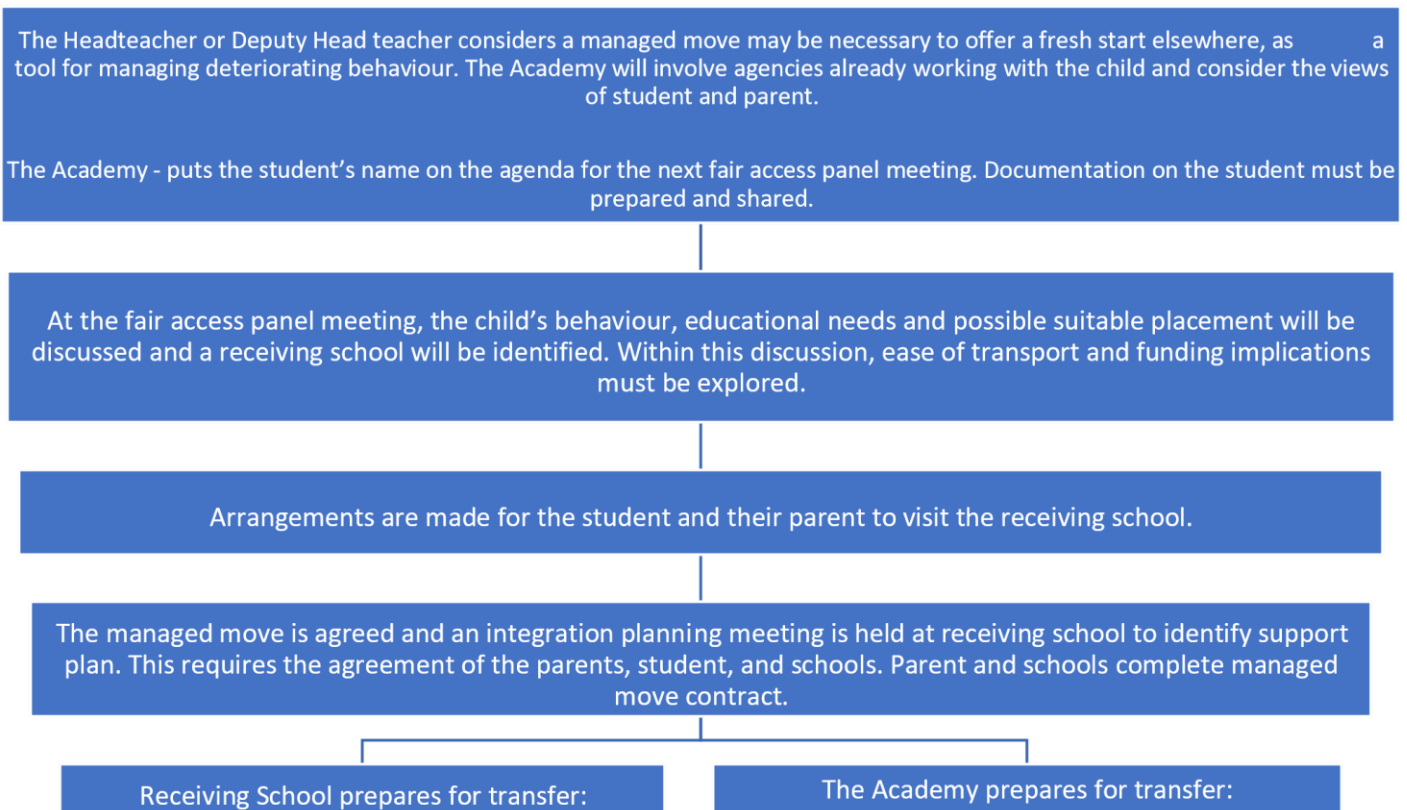 The Headteacher or Deputy Head teacher considers a managed move may be necessary to offer a fresh start elsewhere, as a
tool for managing deteriorating behaviour. The Academy will involve agencies already working with the child and consider the views
of student and parent.
The Academy - puts the student’s name on the agenda for the next fair access panel meeting. Documentation on the student must be
prepared and shared.
At the fair access panel meeting, the child’s behaviour, educational needs and possible suitable placement will be
discussed and a receiving school will be identified. Within this discussion, ease of transport and funding implications
must be explored.
Arrangements are made for the student and their parent to visit the receiving school.
The managed move is agreed and an integration planning meeting is held at receiving school to identify support
plan. This requires the agreement of the parents, student, and schools. Parent and schools complete managed
move contract.
Receiving School prepares for transfer:
The Academy prepares for transfer: